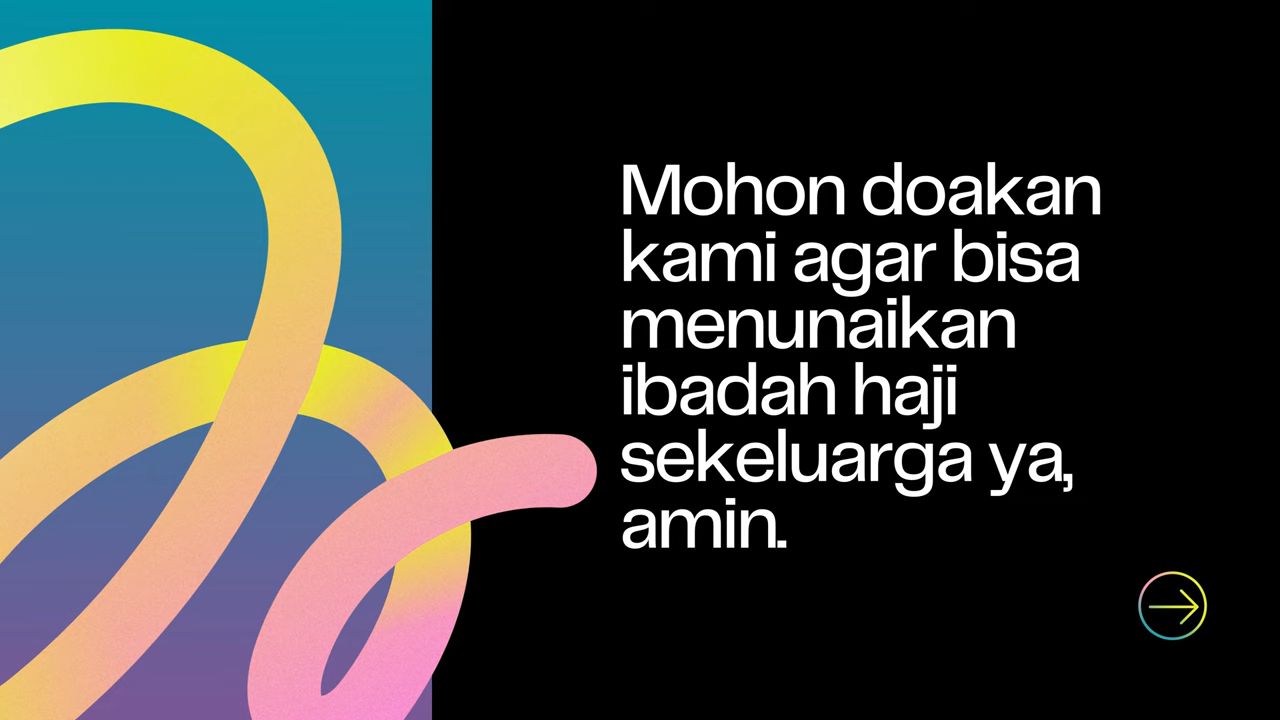 Mohon doakan
kami agar bisa
menunaikan
ibadah haji
sekeluarga ya,
amin.